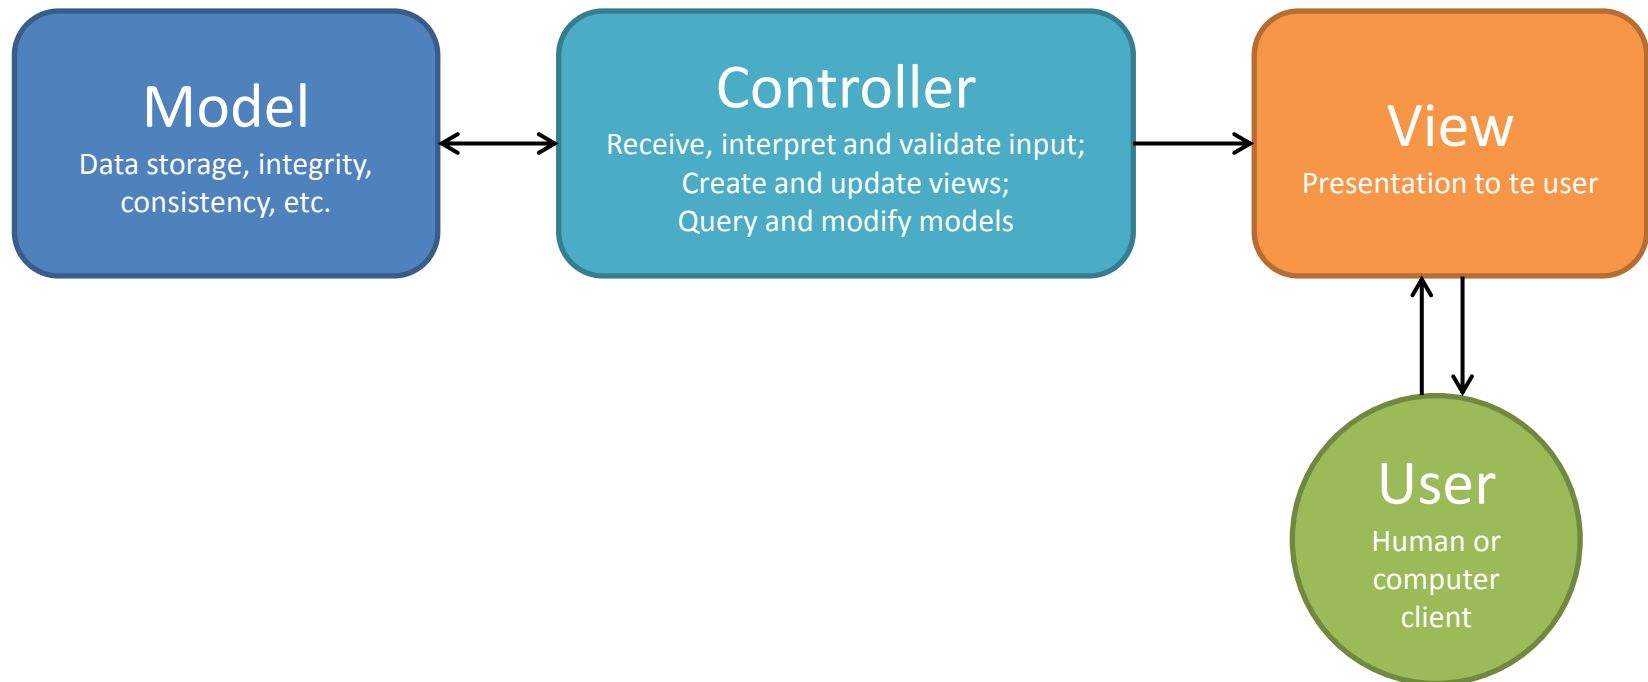 Model
Data storage, integrity,
consistency, etc.
Controller
Receive, interpret and validate input;
Create and update views;
Query and modify models
View
Presentation to te user
User
Human or
computer
client